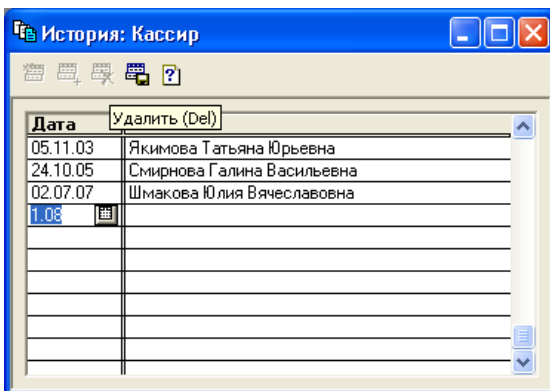 История: Кассир
Удалить (Del)
Дата
05.11.03 Якимова Татьяна Юрьевна
24.10.05 Смирнова Галина Васильевна
02.07.07 Шмакова Юлия Вячеславовна
1.08